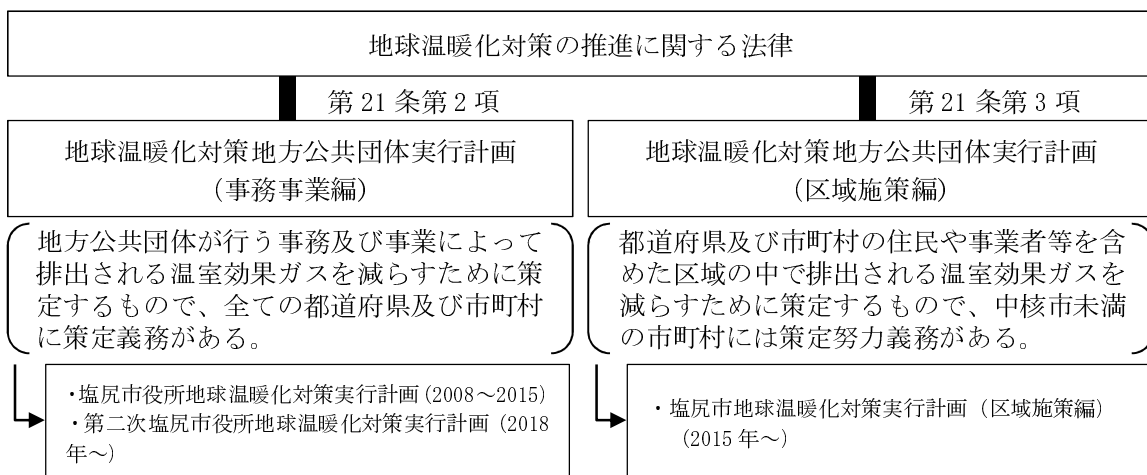 地球温暖化対策の推進に関する法律
第21条第2項
地球温暖化対策地方公共団体実行計画
(事務事業編)
地方公共団体が行う事務及び事業によって
排出される温室効果ガスを減らすために策
定するもので、全ての都道府県及び市町村
に策定義務がある。
・塩尻市役所地球温暖化対策実行計画(2008～2015)
・第二次塩尻市役所地球温暖化対策実行計画(2018
年～)
第21条第3項
地球温暖化対策地方公共団体実行計画
(区域施策編)
都道府県及び市町村の住民や事業者等を含
めた区域の中で排出される温室効果ガスを
減らすために策定するもので、中核市未満
の市町村には策定努力義務がある。
・塩尻市地球温暖化対策実行計画(区域施策編)
(2015年～)